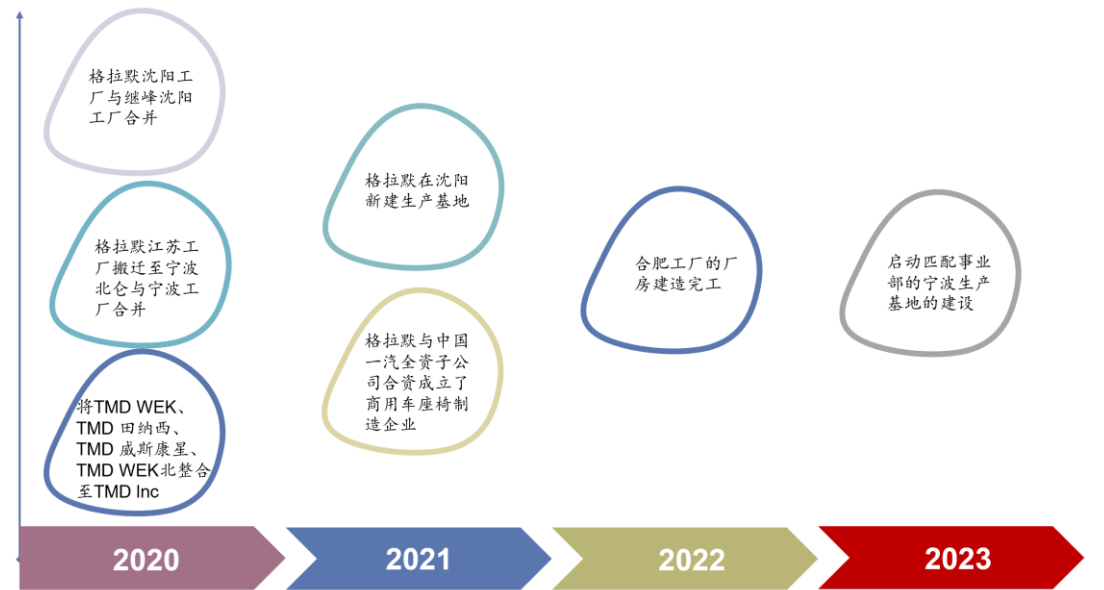 格拉默沈阳工
厂与继峰沈阳
工厂合并
格拉默江苏工
厂搬迁至宁波
北仑与宁波工
厂合并
将TMD WEK、
TMD 田纳西、
TMD 威斯康星、
TMD WEK北整合
至TMD Inc
格拉默在沈阳
新建生产基地
格拉默与中国
一汽全资子公
司合资成立了
商用车座椅制
造企业
合肥工厂的厂
房建造完工
启动匹配事业
部的宁波生产
基地的建设
2020
2021
2022
2023